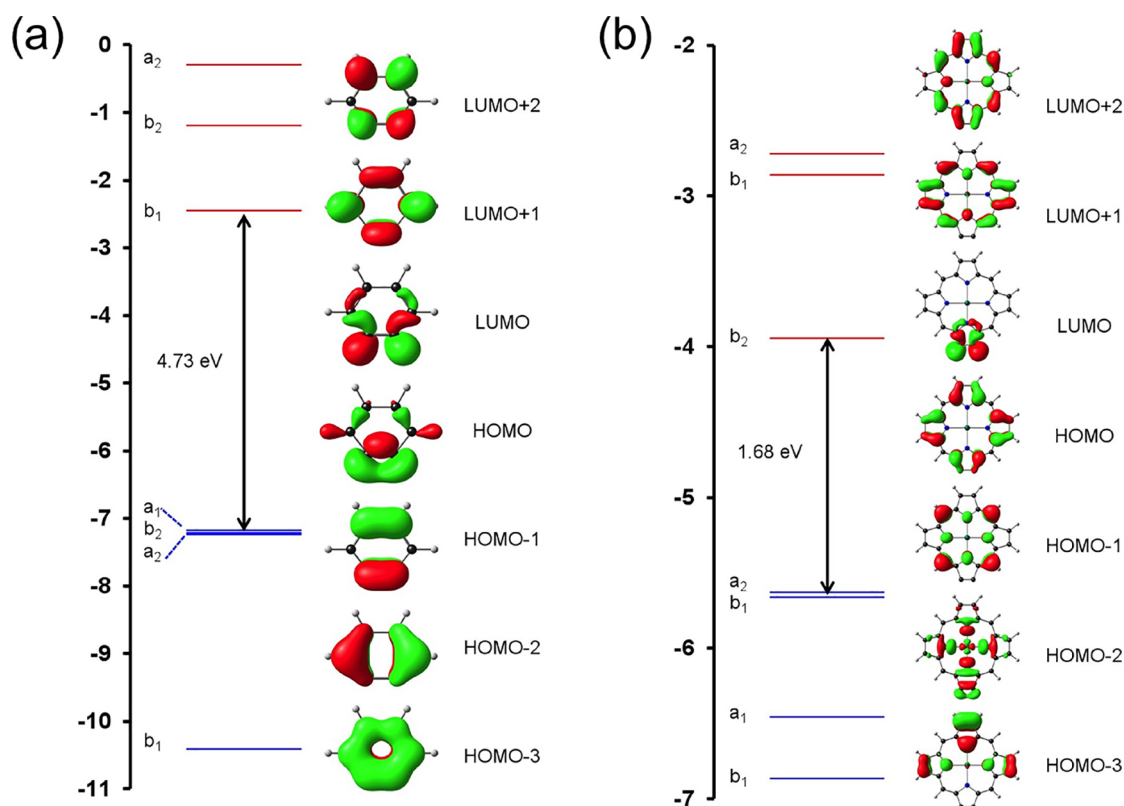 (a)
0
-1
-2
-3
-4
-5
-6
-7
-8
-9
-10
-11
a2
b2
b1
4.73 eV
a1
b2
a2
b1
LUMO+2
LUMO+1
LUMO
HOMO
HOMO-1
HOMO-2
HOMO-3
(b)
-2
-3
-4
-5
-6
-7
a2
b1
b2
1.68 eV
a2
b1
a1
b1
LUMO+2
LUMO+1
LUMO
HOMO
HOMO-1
HOMO-2
HOMO-3